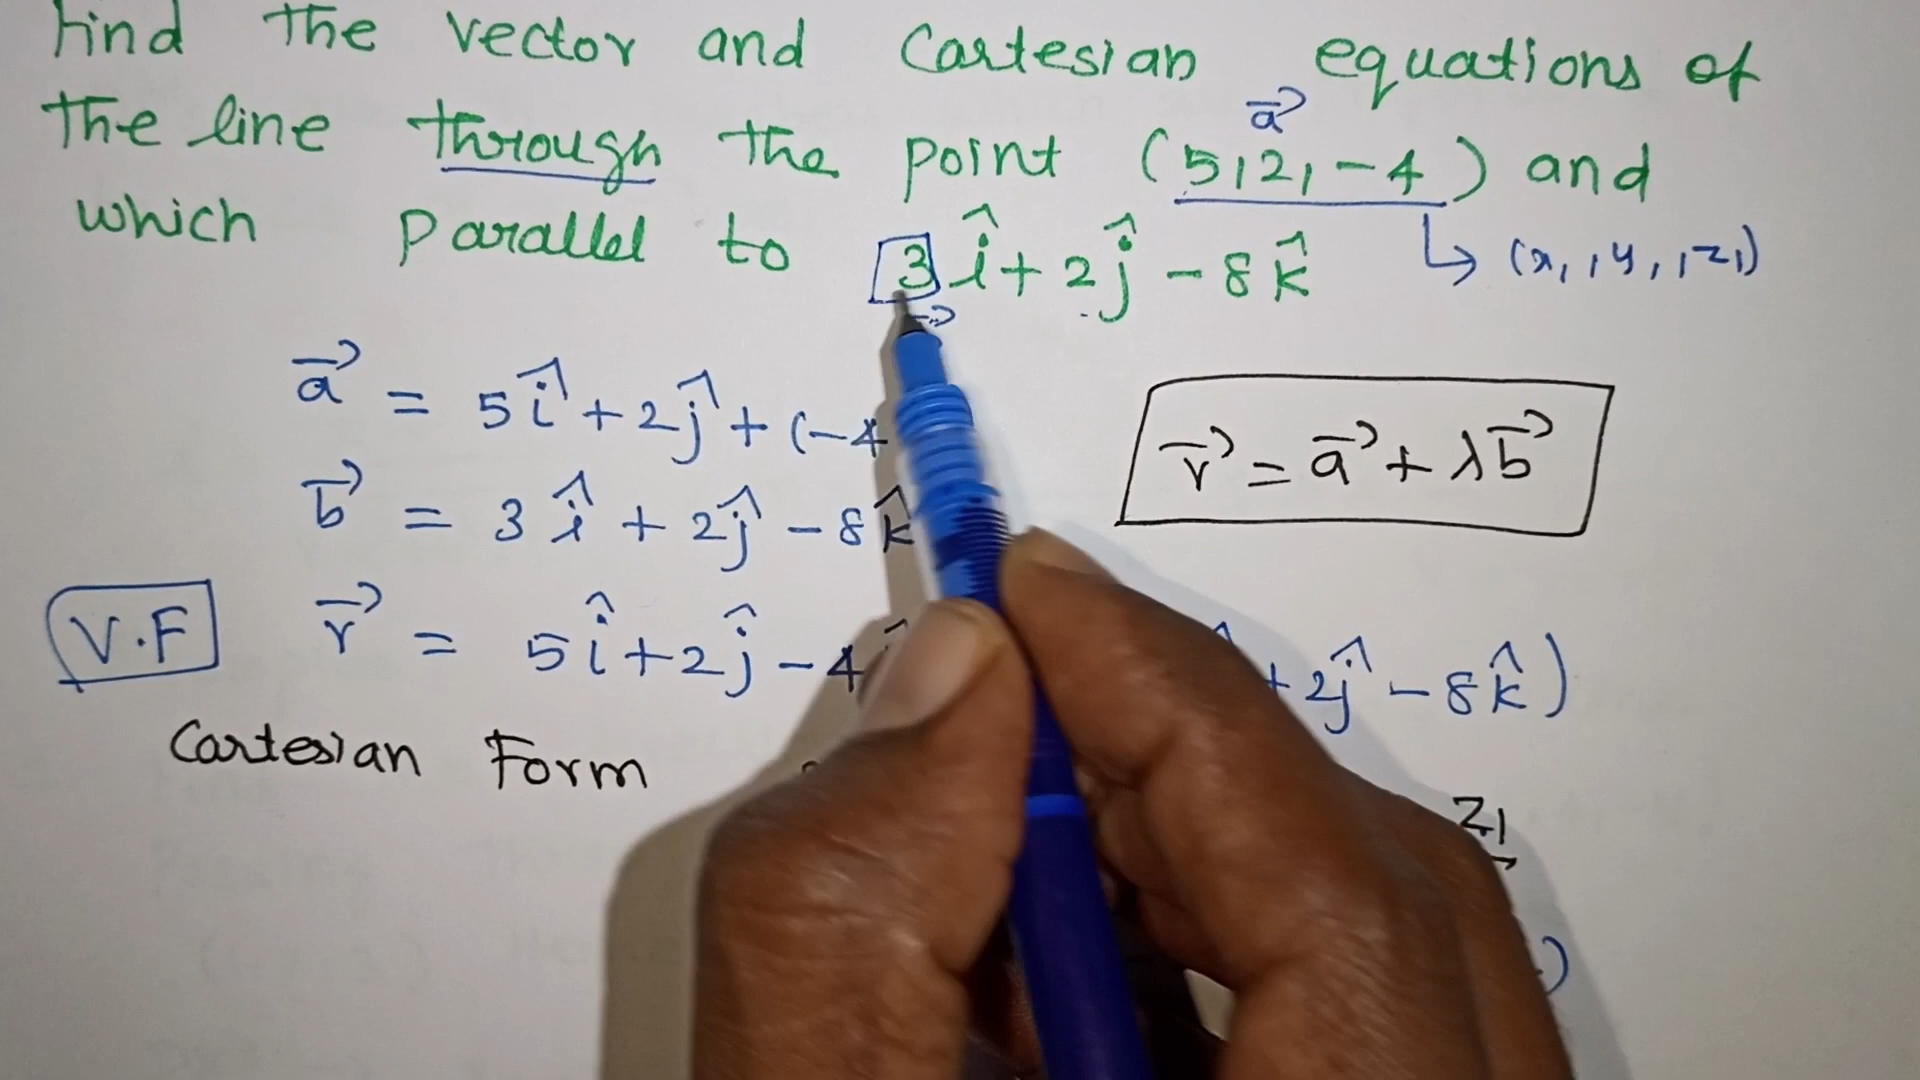 Find the vector and Cartesian equations of
the line through the point (5,2,-4) and
a⃗
which parallel to 3î+2ĵ-8k̂ ↳ (x₁,y₁,z₁)
a⃗ = 5î+2ĵ+(-4
b⃗ = 3î+2ĵ-8k̂
r⃗ = a⃗+λb⃗
V.F r⃗ = 5î+2ĵ-4 +2ĵ-8k̂)
Cartesian Form
z₁
)